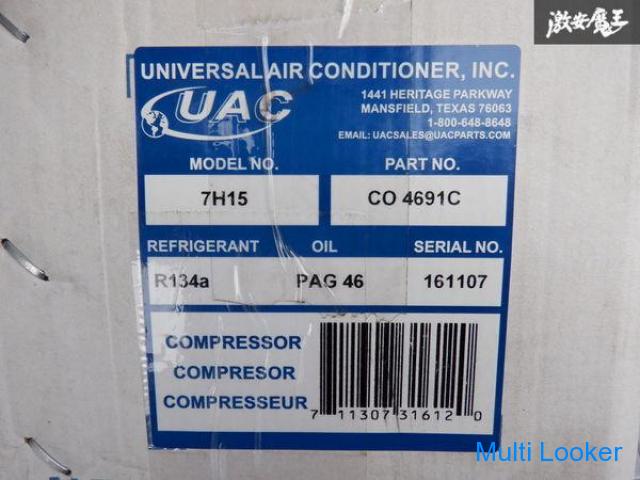 激安魔王
UNIVERSAL AIR CONDITIONER, INC.
UAC
1441 HERITAGE PARKWAY
MANSFIELD, TEXAS 76063
1-800-648-8648
EMAIL: UACSALES@UACPARTS.COM
MODEL NO. PART NO.
7H15 CO 4691C
REFRIGERANT OIL SERIAL NO.
R134a PAG 46 161107
COMPRESSOR
COMPRESOR
COMPRESSEUR
7 11307 31612 0
Multi Looker